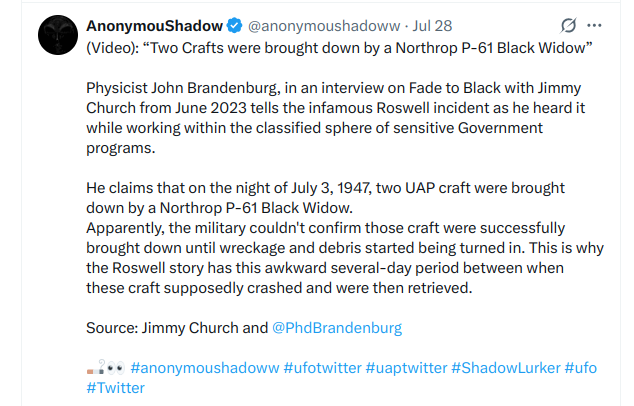 AnonymouShadow @anonymoushadoww · Jul 28
(Video): “Two Crafts were brought down by a Northrop P-61 Black Widow”
Physicist John Brandenburg, in an interview on Fade to Black with Jimmy
Church from June 2023 tells the infamous Roswell incident as he heard it
while working within the classified sphere of sensitive Government
programs.
He claims that on the night of July 3, 1947, two UAP craft were brought
down by a Northrop P-61 Black Widow.
Apparently, the military couldn't confirm those craft were successfully
brought down until wreckage and debris started being turned in. This is why
the Roswell story has this awkward several-day period between when
these craft supposedly crashed and were then retrieved.
Source: Jimmy Church and @PhdBrandenburg
🚬👀 #anonymoushadoww #ufotwitter #uaptwitter #ShadowLurker #ufo
#Twitter